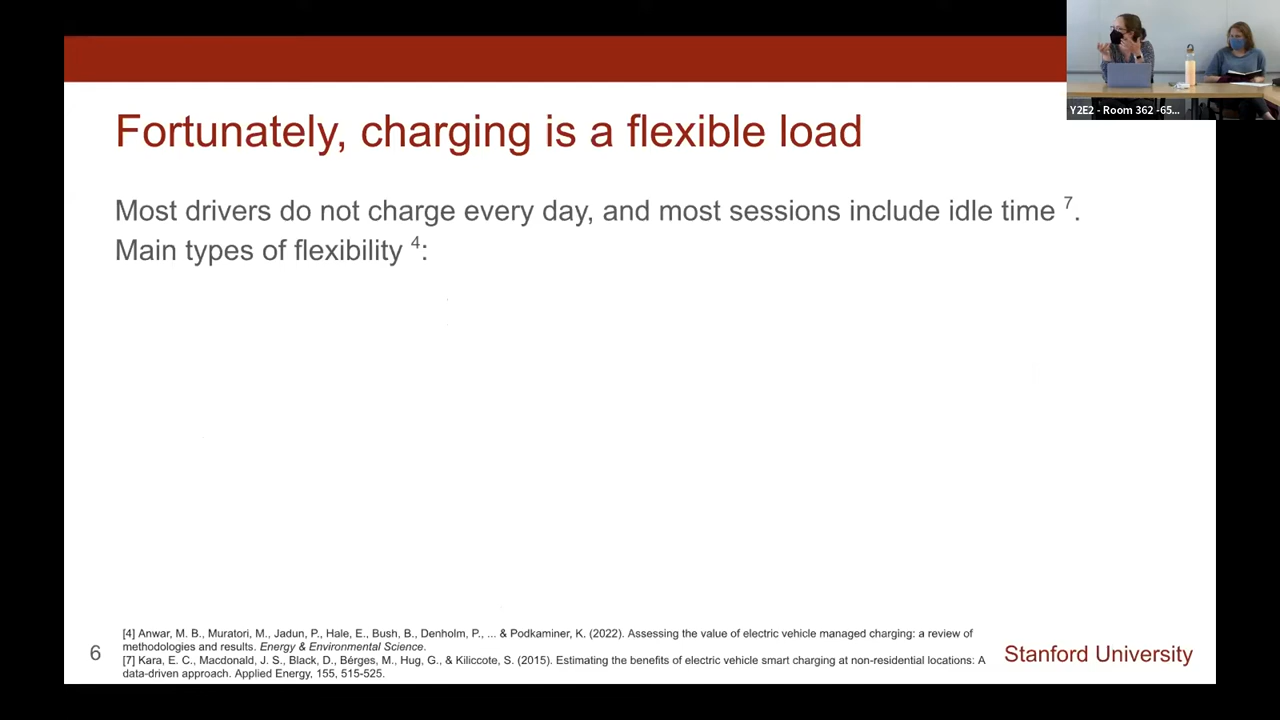 Y2E2 - Room 362 -65...
Fortunately, charging is a flexible load
Most drivers do not charge every day, and most sessions include idle time 7.
Main types of flexibility 4:
[4] Anwar, M. B., Muratori, M., Jadun, P., Hale, E., Bush, B., Denholm, P., ... & Podkaminer, K. (2022). Assessing the value of electric vehicle managed charging: a review of
methodologies and results. Energy & Environmental Science.
[7] Kara, E. C., Macdonald, J. S., Black, D., Bérges, M., Hug, G., & Kiliccote, S. (2015). Estimating the benefits of electric vehicle smart charging at non-residential locations: A
data-driven approach. Applied Energy, 155, 515-525.
6
Stanford University